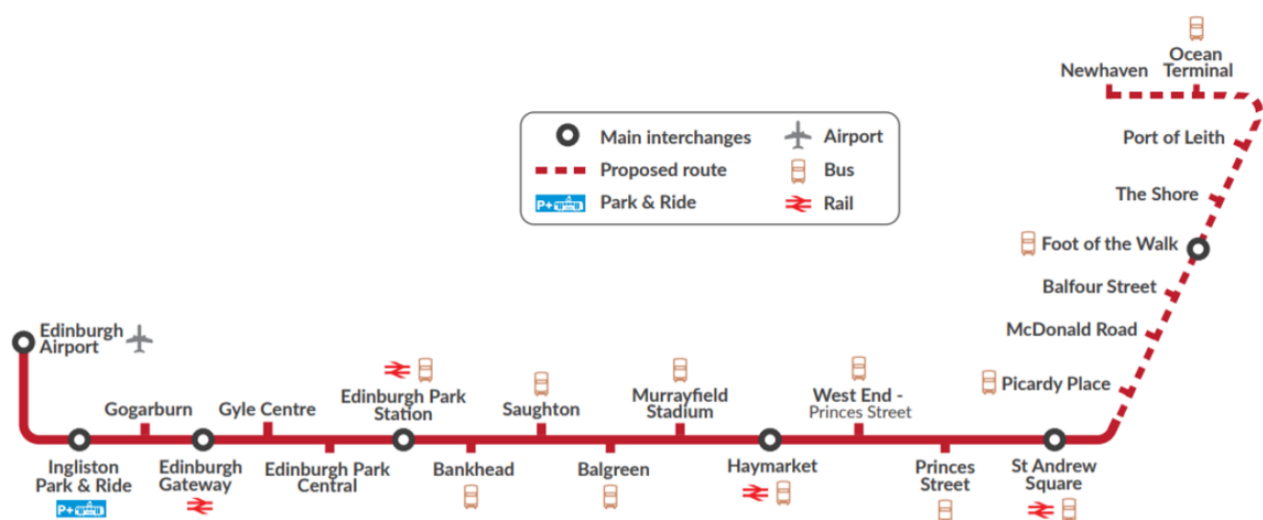 Ocean
Newhaven Terminal
Main interchanges
Airport
Proposed route
Bus
P+
Park & Ride
Rail
Port of Leith
The Shore
Foot of the Walk
Balfour Street
McDonald Road
Picardy Place
Edinburgh
Airport
Gogarburn
Gyle Centre
Edinburgh Park
Station
Saughton
Murrayfield
Stadium
West End -
Princes Street
Ingliston
Park & Ride
P+
Edinburgh
Gateway
Edinburgh Park
Central
Bankhead
Balgreen
Haymarket
Princes
Street
St Andrew
Square